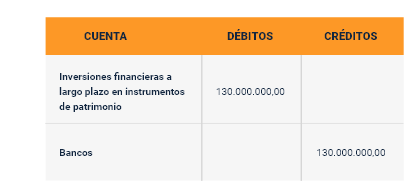 CUENTA DÉBITOS CRÉDITOS
Inversiones financieras a
largo plazo en instrumentos 130.000.000,00
de patrimonio
Bancos 130.000.000,00